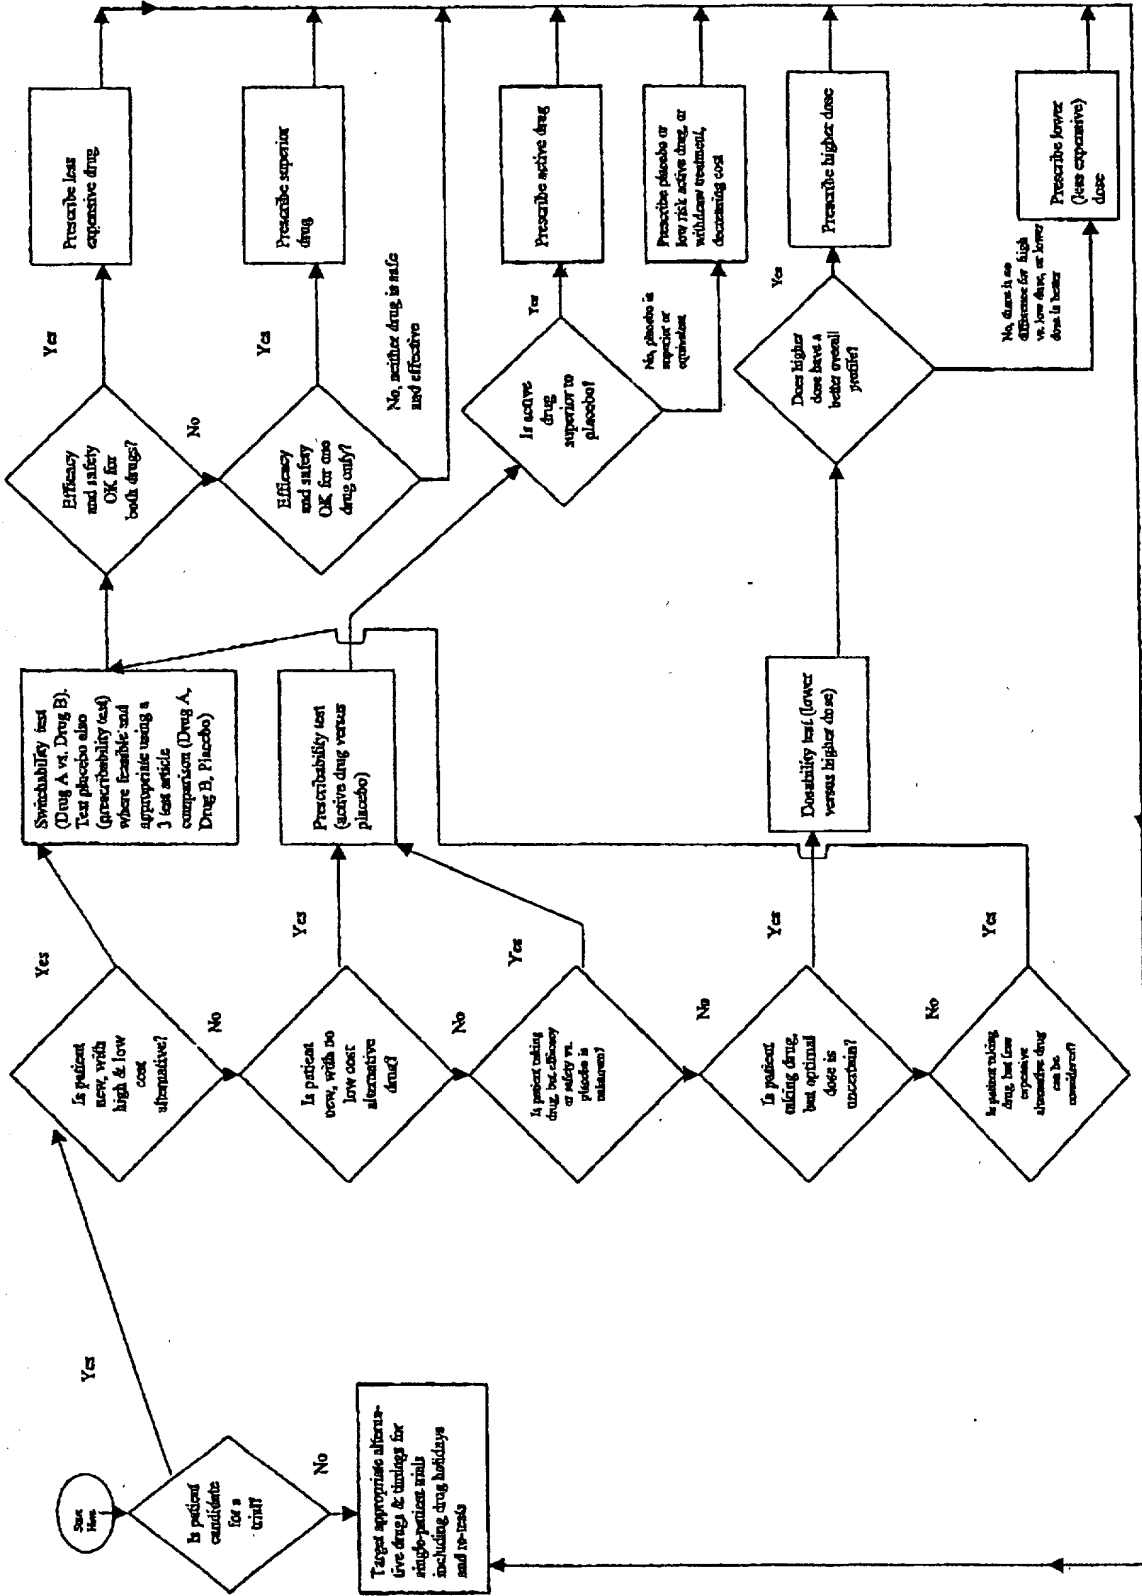 Start
Here
Is patient
candidate
for a
trial?
Yes
No
Target appropriate alterna-
tive drugs & timings for
single-patient trials
including drug holidays
and re-tests
Is patient
new, with
high & low
cost
alternative?
Yes
No
Is patient
new, with no
low cost
alternative
drug?
Yes
No
Is patient taking
drug, but efficacy
or safety vs.
placebo is
unknown?
Yes
No
Is patient
taking drug,
but optimal
dose is
uncertain?
Yes
No
Is patient taking
drug, but less
expensive
alternative drug
can be
considered?
Yes
Switchability test
(Drug A vs. Drug B).
Test placebo also
(prescribability test)
where feasible and
appropriate using a
3 test article
comparison (Drug A,
Drug B, Placebo)
Prescribability test
(active drug versus
placebo)
Dosability test (lower
versus higher dose)
Efficacy
and safety
OK for
both drugs?
Yes
No
Efficacy
and safety
OK for one
drug only?
Yes
No, neither drug is safe
and effective
Is active
drug
superior to
placebo?
Yes
No, placebo is
superior or
equivalent
Does higher
dose have a
better overall
profile?
Yes
No, there is no
difference for high
vs. low dose, or lower
dose is better
Prescribe less
expensive drug
Prescribe superior
drug
Prescribe active drug
Prescribe placebo or
low risk active drug, or
withdraw treatment,
decreasing cost
Prescribe higher dose
Prescribe lower
(less expensive)
dose